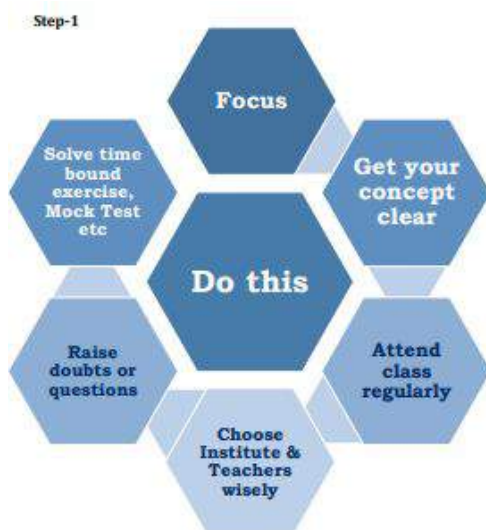 Step-1
Focus
Get your
concept
clear
Attend
class
regularly
Choose
Institute &
Teachers
wisely
Raise
doubts or
questions
Solve time
bound
exercise,
Mock Test
etc
Do this